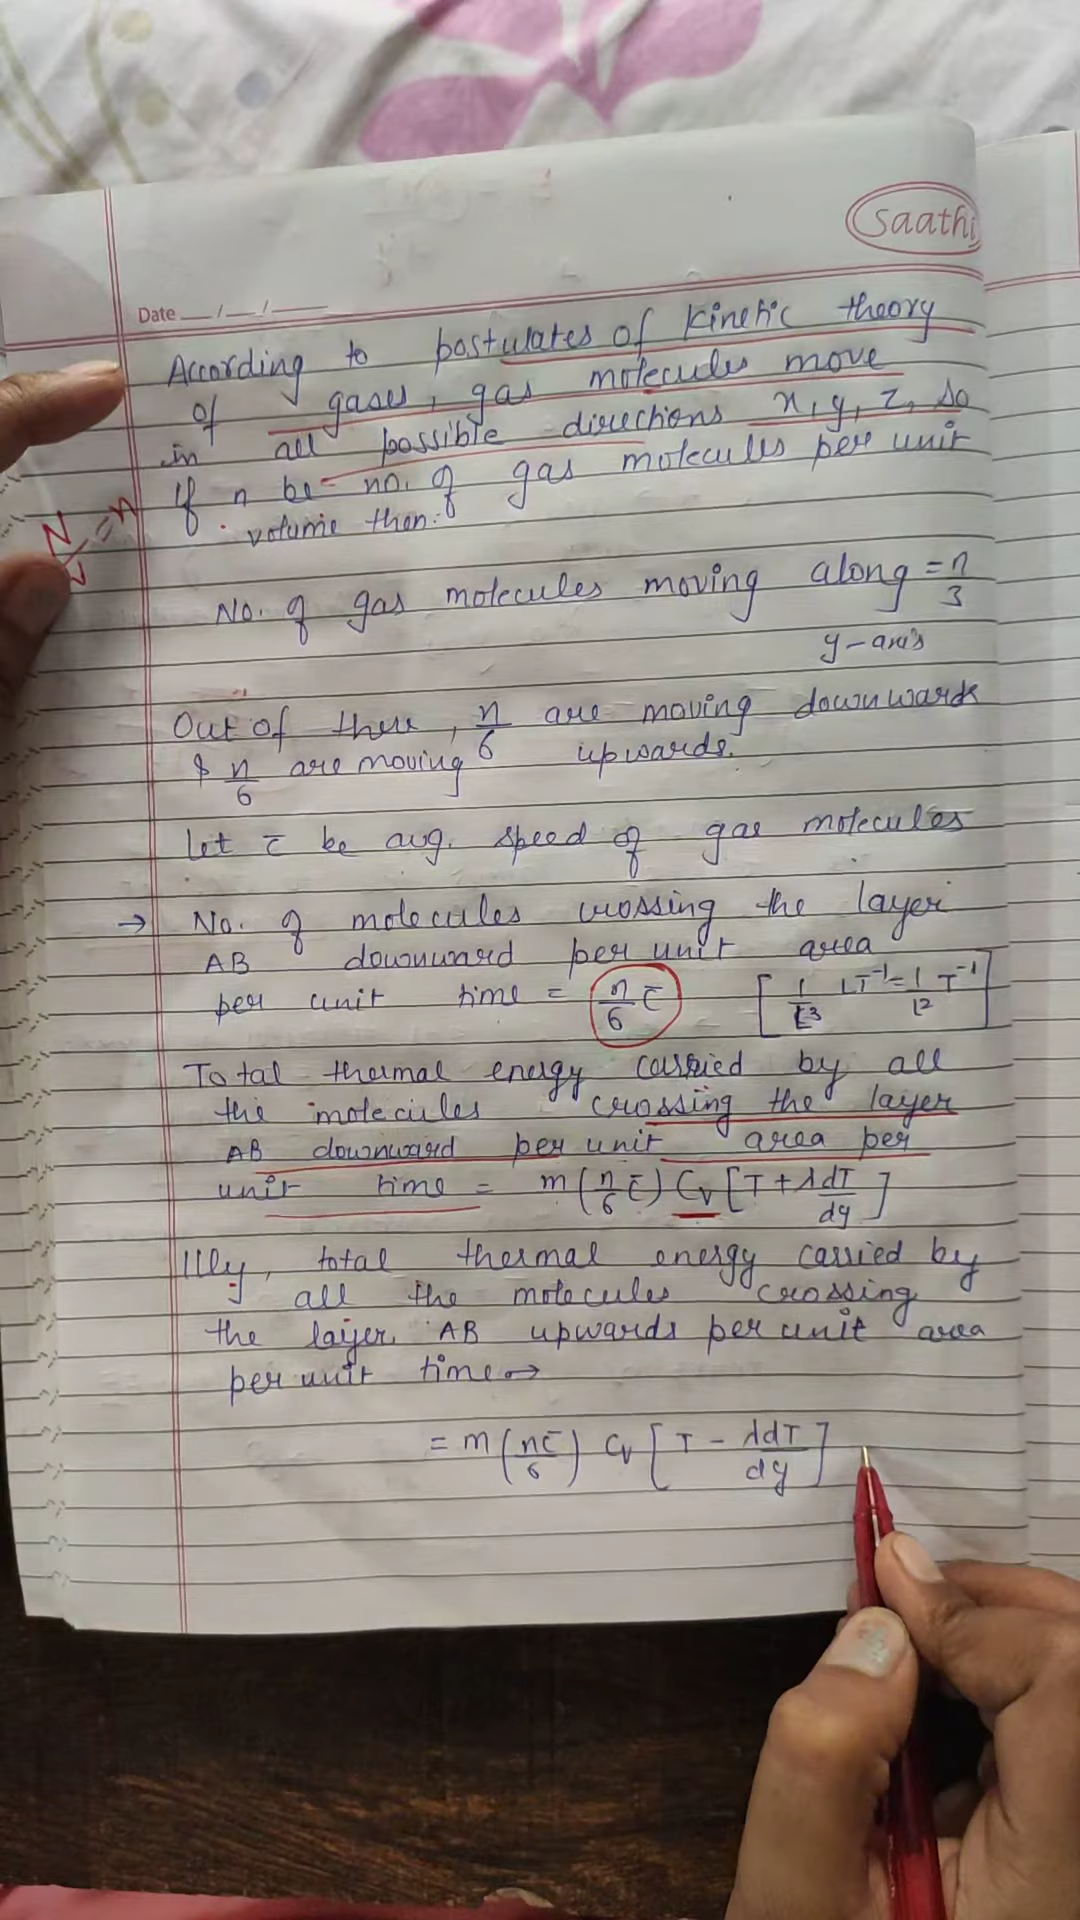 Saathi
Date __/__/____
According to postulates of kinetic theory
of gases, gas molecules move
in all possible directions x, y, z, so
if n be no. of gas molecules per unit
volume then:
N/V = n
No. of gas molecules moving along = n/3
y-axis
Out of these, n/6 are moving downwards
& n/6 are moving upwards.
Let c̄ be avg. speed of gas molecules
→ No. of molecules crossing the layer
AB downward per unit area
per unit time = n/6 c̄ [1/L³ LT⁻¹ = 1/L² T⁻¹]
Total thermal energy carried by all
the molecules crossing the layer
AB downward per unit area per
unit time = m(n/6 c̄) Cv [T + λdT/dy]
Illy, total thermal energy carried by
all the molecules crossing
the layer AB upwards per unit area
per unit time →
= m(nc̄/6) Cv [T - λdT/dy]